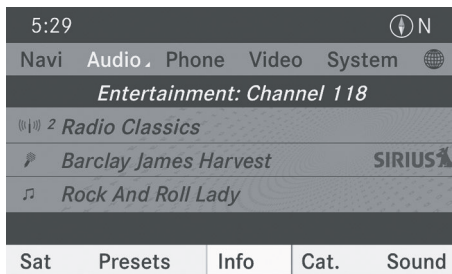 5:29 N
Navi Audio Phone Video System
Entertainment: Channel 118
2 Radio Classics
Barclay James Harvest SIRIUS
Rock And Roll Lady
Sat Presets Info Cat. Sound